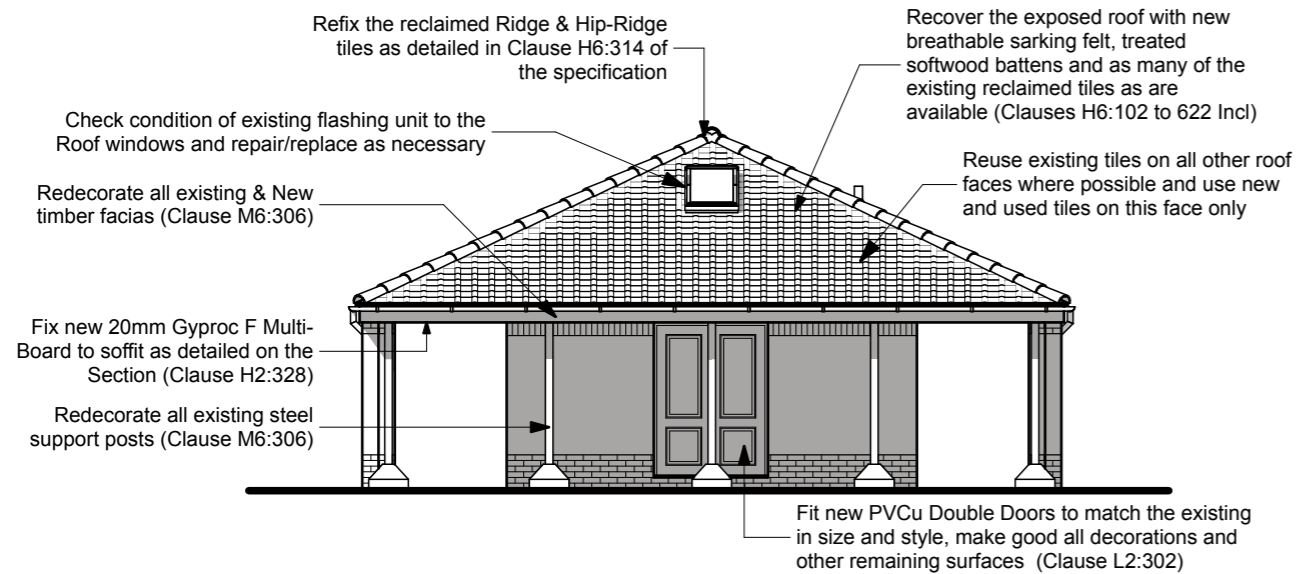 Refix the reclaimed Ridge & Hip-Ridge
tiles as detailed in Clause H6:314 of
the specification
Check condition of existing flashing unit to the
Roof windows and repair/replace as necessary
Redecorate all existing & New
timber facias (Clause M6:306)
Fix new 20mm Gyproc F Multi-
Board to soffit as detailed on the
Section (Clause H2:328)
Redecorate all existing steel
support posts (Clause M6:306)
Recover the exposed roof with new
breathable sarking felt, treated
softwood battens and as many of the
existing reclaimed tiles as are
available (Clauses H6:102 to 622 Incl)
Reuse existing tiles on all other roof
faces where possible and use new
and used tiles on this face only
Fit new PVCu Double Doors to match the existing
in size and style, make good all decorations and
other remaining surfaces  (Clause L2:302)